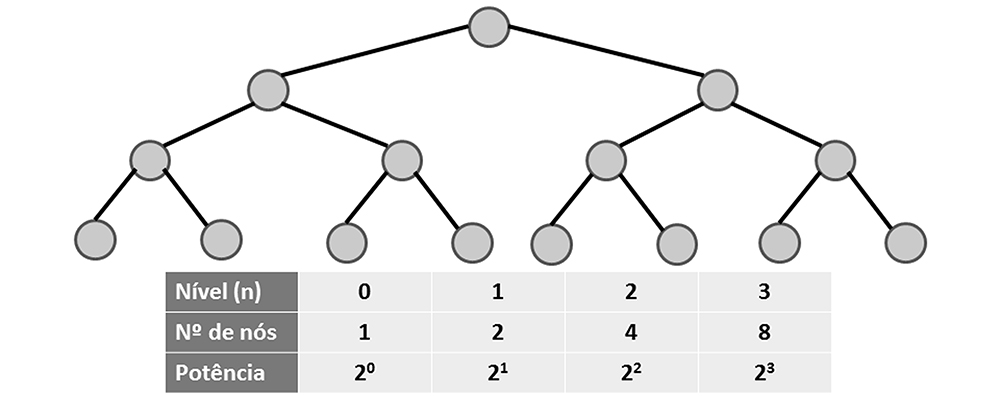 Nível (n) 0 1 2 3
Nº de nós 1 2 4 8
Potência 2⁰ 2¹ 2² 2³